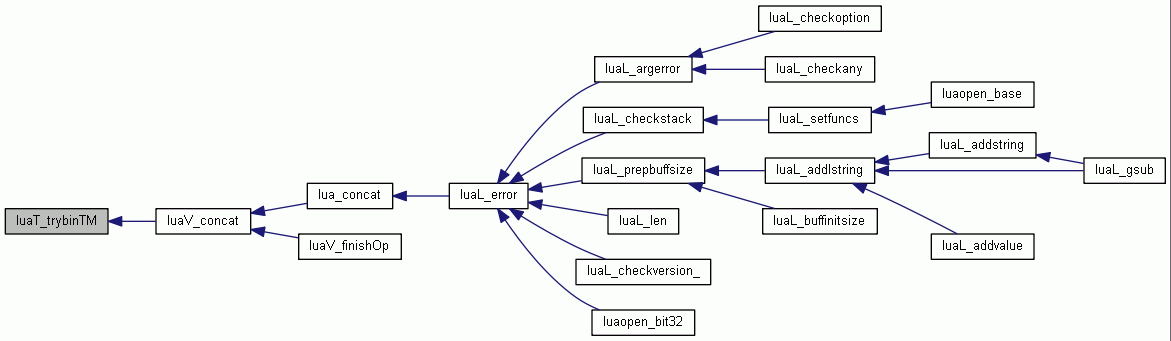 luaL_checkoption
luaL_argerror
luaL_checkany
luaopen_base
luaL_checkstack
luaL_setfuncs
luaL_addstring
luaL_prepbuffsize
luaL_addlstring
luaL_gsub
lua_concat
luaL_error
luaT_trybinTM
luaV_concat
luaL_len
luaL_buffinitsize
luaV_finishOp
luaL_addvalue
luaL_checkversion_
luaopen_bit32